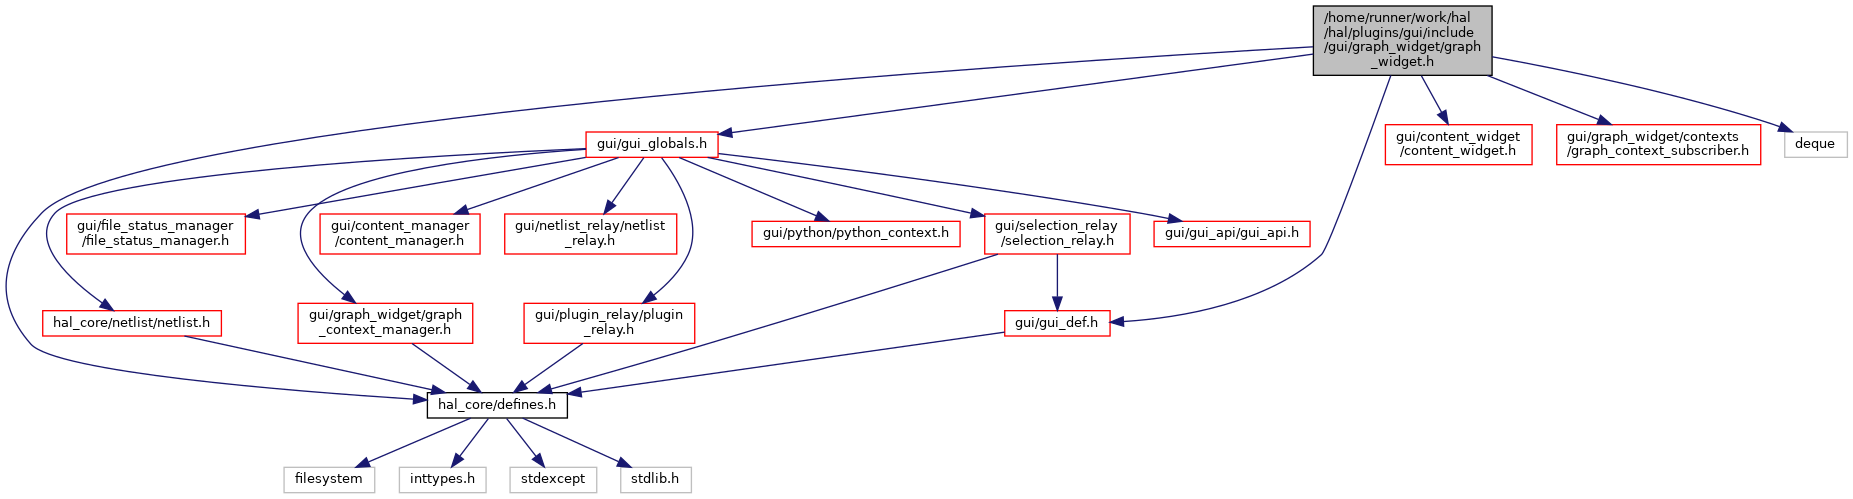 /home/runner/work/hal
/hal/plugins/gui/include
/gui/graph_widget/graph
_widget.h
gui/gui_globals.h
gui/content_widget
/content_widget.h
gui/graph_widget/contexts
/graph_context_subscriber.h
deque
gui/file_status_manager
/file_status_manager.h
gui/content_manager
/content_manager.h
gui/netlist_relay/netlist
_relay.h
gui/python/python_context.h
gui/selection_relay
/selection_relay.h
gui/gui_api/gui_api.h
hal_core/netlist/netlist.h
gui/graph_widget/graph
_context_manager.h
gui/plugin_relay/plugin
_relay.h
gui/gui_def.h
hal_core/defines.h
filesystem
inttypes.h
stdexcept
stdlib.h